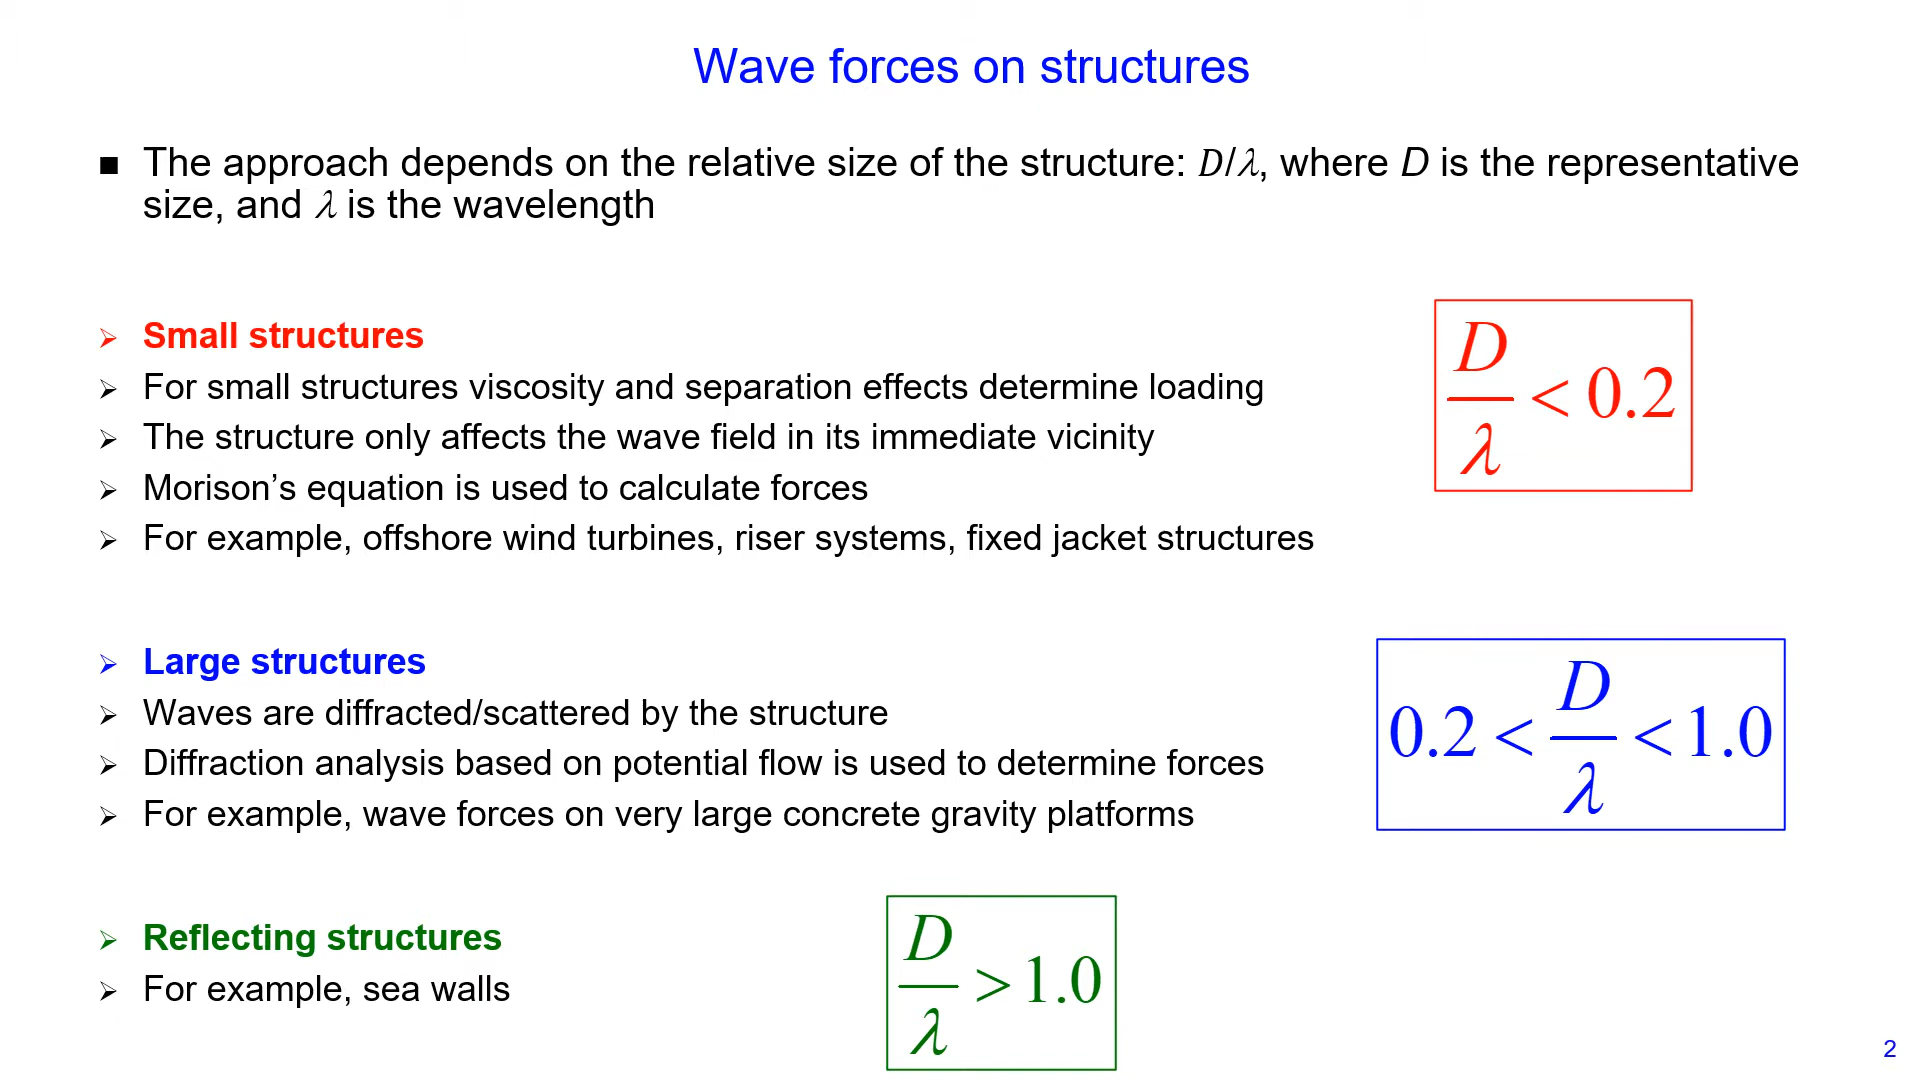 Wave forces on structures
■ The approach depends on the relative size of the structure: D/λ, where D is the representative
size, and λ is the wavelength
➢ Small structures
➢ For small structures viscosity and separation effects determine loading
➢ The structure only affects the wave field in its immediate vicinity
➢ Morison’s equation is used to calculate forces
➢ For example, offshore wind turbines, riser systems, fixed jacket structures
D/λ < 0.2
➢ Large structures
➢ Waves are diffracted/scattered by the structure
➢ Diffraction analysis based on potential flow is used to determine forces
➢ For example, wave forces on very large concrete gravity platforms
0.2 < D/λ < 1.0
➢ Reflecting structures
➢ For example, sea walls
D/λ > 1.0
2